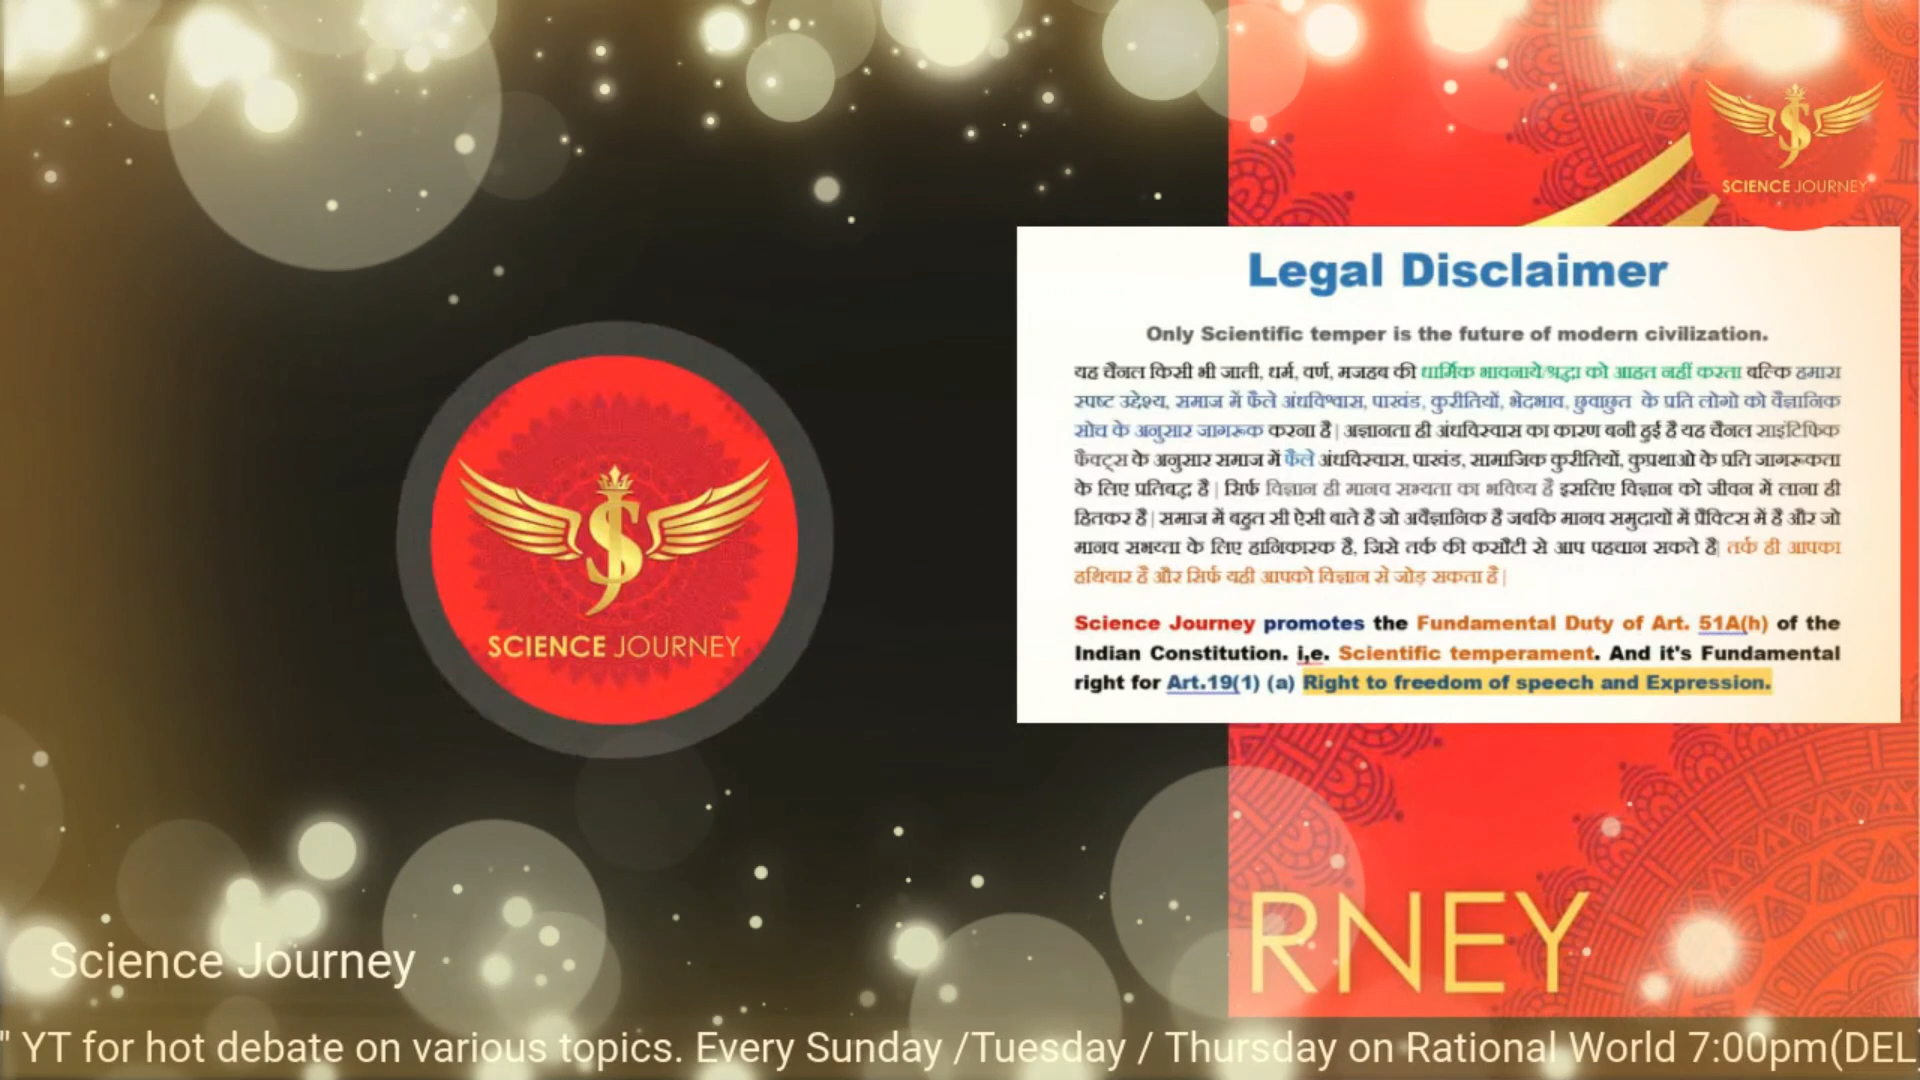 SCIENCE JOURNEY
Legal Disclaimer
Only Scientific temper is the future of modern civilization.
यह चैनल किसी भी जाती, धर्म, वर्ण, मजहब की धार्मिक भावनाये/श्रद्धा को आहत नहीं करता बल्कि हमारा
स्पष्ट उद्देश्य, समाज में फैले अंधविश्वास, पाखंड, कुरीतियों, भेदभाव, छुवाछुत के प्रति लोगो को वैज्ञानिक
सोच के अनुसार जागरूक करना है| अज्ञानता ही अंधविस्वास का कारण बनी हुई है यह चैनल साइंटिफिक
फैक्ट्स के अनुसार समाज में फैले अंधविस्वास, पाखंड, सामाजिक कुरीतियों, कुप्रथाओ के प्रति जागरूकता
के लिए प्रतिबद्ध है | सिर्फ विज्ञान ही मानव सभ्यता का भविष्य है इसलिए विज्ञान को जीवन में लाना ही
हितकर है| समाज में बहुत सी ऐसी बाते है जो अवैज्ञानिक है जबकि मानव समुदायों में प्रैक्टिस में है और जो
मानव सभ्यता के लिए हानिकारक है, जिसे तर्क की कसौटी से आप पहचान सकते है| तर्क ही आपका
हथियार है और सिर्फ यही आपको विज्ञान से जोड़ सकता है|
Science Journey promotes the Fundamental Duty of Art. 51A(h) of the
Indian Constitution. i,e. Scientific temperament. And it's Fundamental
right for Art.19(1) (a) Right to freedom of speech and Expression.
SCIENCE JOURNEY
RNEY
Science Journey
" YT for hot debate on various topics. Every Sunday /Tuesday / Thursday on Rational World 7:00pm(DEL